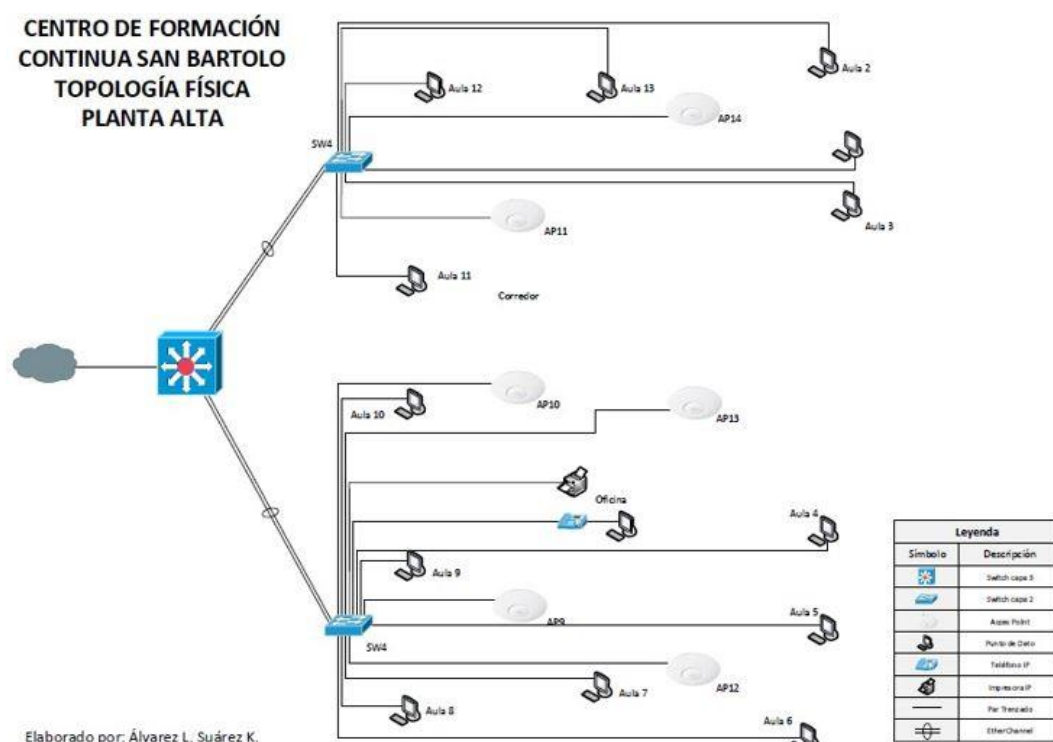 CENTRO DE FORMACIÓN
CONTINUA SAN BARTOLO
TOPOLOGÍA FÍSICA
PLANTA ALTA
Aula 2
Aula 12
Aula 13
AP14
SW4
Aula 3
AP11
Aula 11
Corredor
AP10
Aula 10
AP13
Oficina
Aula 4
Aula 9
AP9
Aula 5
SW4
AP12
Aula 7
Aula 8
Aula 6
Elaborado por: Álvarez L. Suárez K.
Leyenda
Símbolo Descripción
Switch capa 3
Switch capa 2
Acces Point
Punto de Dato
Teléfono IP
Impresora IP
Par Trenzado
EtherChannel